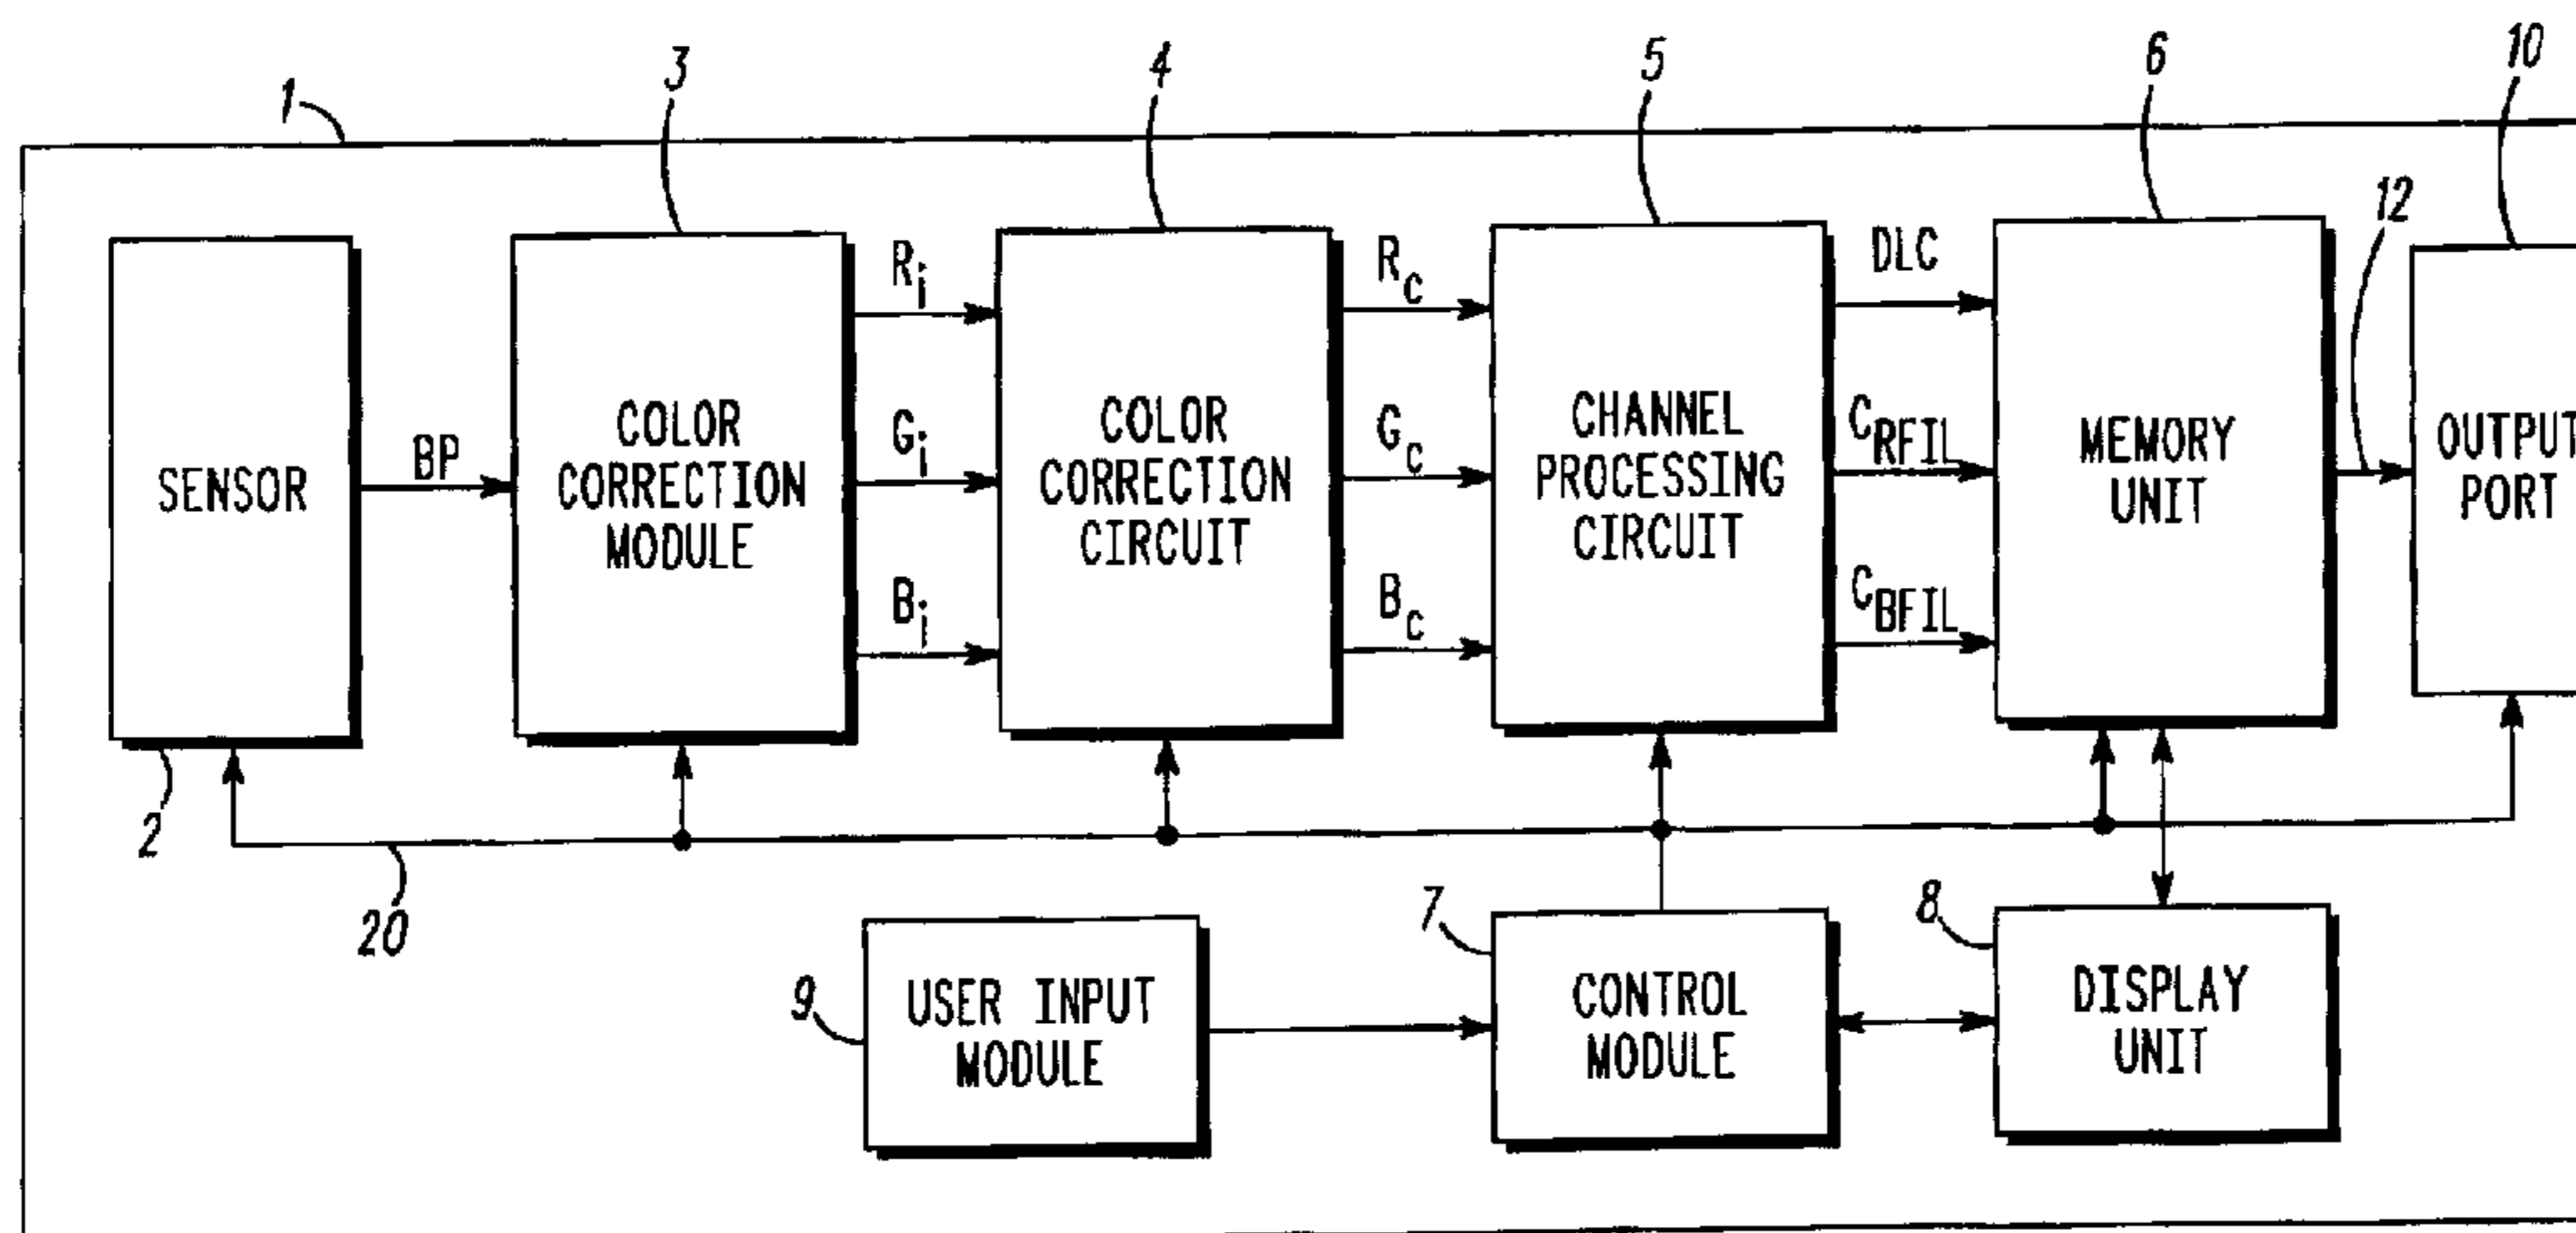 1
3
4
5
6
10
12
SENSOR
BP
COLOR
CORRECTION
MODULE
Ri
Gi
Bi
COLOR
CORRECTION
CIRCUIT
Rc
Gc
Bc
CHANNEL
PROCESSING
CIRCUIT
DLC
CRFIL
CBFIL
MEMORY
UNIT
OUTPUT
PORT
2
20
9
USER INPUT
MODULE
7
CONTROL
MODULE
8
DISPLAY
UNIT